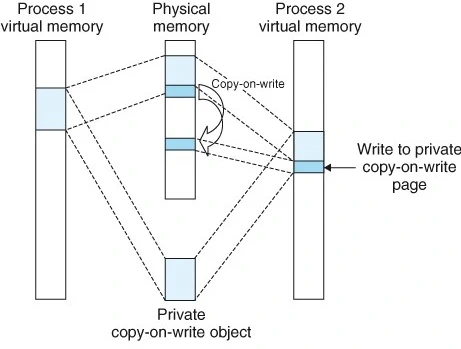 Process 1
virtual memory
Physical
memory
Process 2
virtual memory
Copy-on-write
Write to private
copy-on-write
page
Private
copy-on-write object